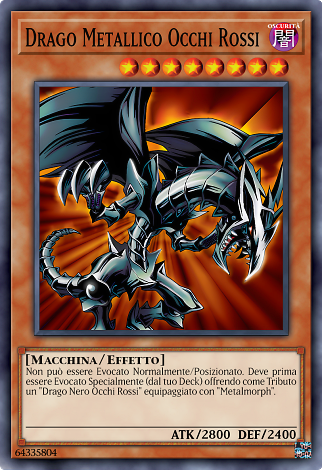 Drago Metallico Occhi Rossi
OSCURITÀ
闇
[Macchina/Effetto]
Non può essere Evocato Normalmente/Posizionato. Deve prima
essere Evocato Specialmente (dal tuo Deck) offrendo come Tributo
un "Drago Nero Occhi Rossi" equipaggiato con "Metalmorph".
ATK/2800 DEF/2400
64335804